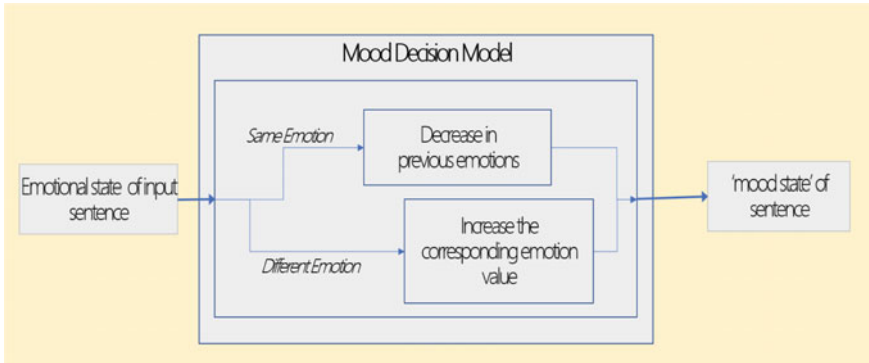 Mood Decision Model
Same Emotion
Decrease in
previous emotions
Emotional state of input
sentence
'mood state' of
sentence
Increase the
corresponding emotion
value
Different Emotion